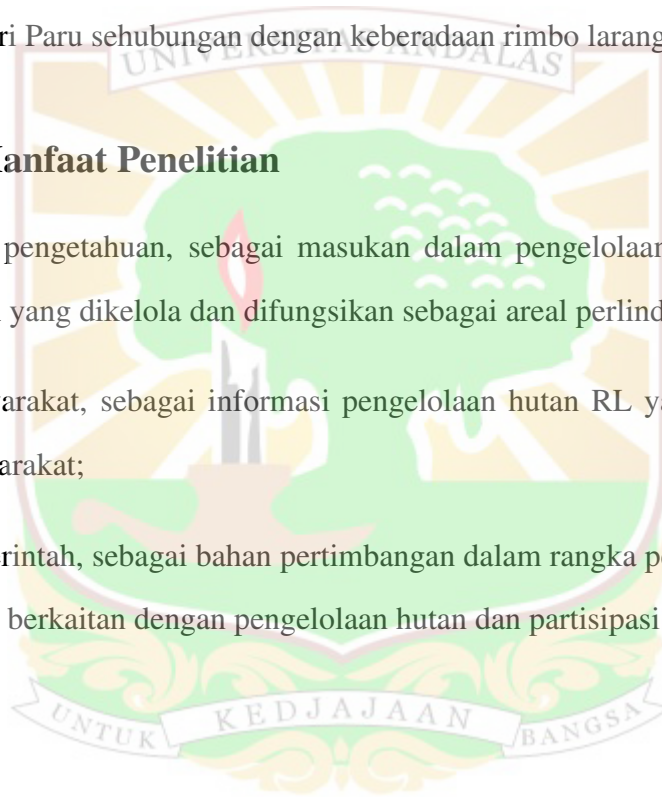 ri Paru sehubungan dengan keberadaan rimbo larang
UNIVERSITAS ANDALAS
Manfaat Penelitian
pengetahuan, sebagai masukan dalam pengelolaan
yang dikelola dan difungsikan sebagai areal perlind
arakat, sebagai informasi pengelolaan hutan RL ya
arakat;
erintah, sebagai bahan pertimbangan dalam rangka pe
berkaitan dengan pengelolaan hutan dan partisipasi
UNTUK KEDJAJAAN BANGSA